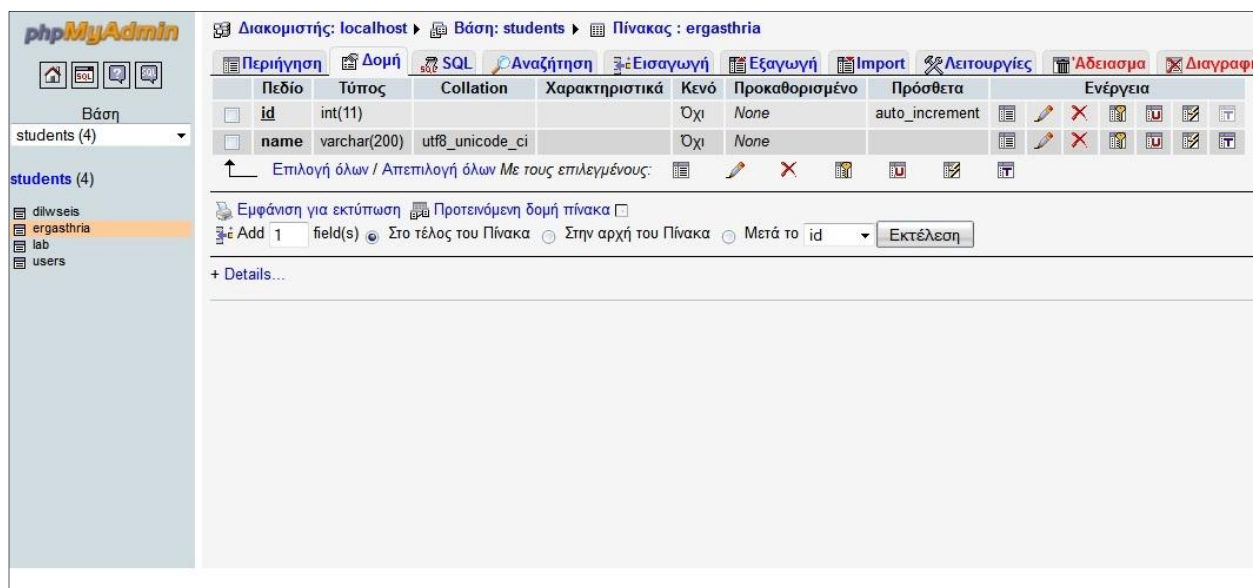 phpMyAdmin
SQL
Βάση
students (4)
students (4)
dilwseis
ergasthria
lab
users
Διακομιστής: localhost Βάση: students Πίνακας : ergasthria
Περιήγηση Δομή SQL Αναζήτηση Εισαγωγή Εξαγωγή Import Λειτουργίες Άδειασμα Διαγραφή
Πεδίο Τύπος Collation Χαρακτηριστικά Κενό Προκαθορισμένο Πρόσθετα Ενέργεια
id int(11) Όχι None auto_increment
name varchar(200) utf8_unicode_ci Όχι None
Επιλογή όλων / Απεπιλογή όλων Με τους επιλεγμένους:
Εμφάνιση για εκτύπωση Προτεινόμενη δομή πίνακα
Add 1 field(s) Στο τέλος του Πίνακα Στην αρχή του Πίνακα Μετά το id Εκτέλεση
+ Details...